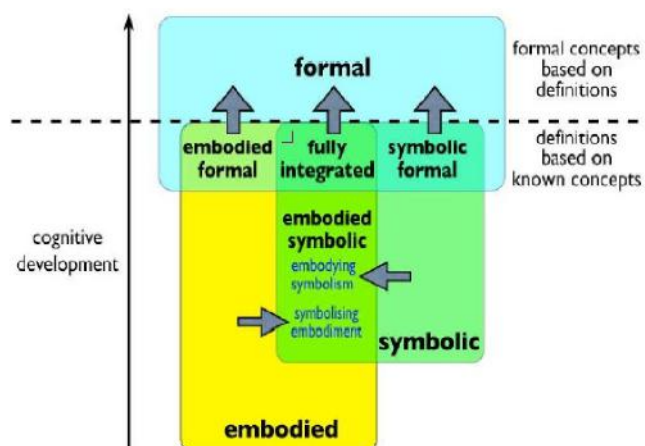 formal
formal concepts
based on
definitions
embodied
formal
fully
integrated
symbolic
formal
definitions
based on
known concepts
cognitive
development
embodied
symbolic
embodying
symbolism
symbolising
embodiment
symbolic
embodied